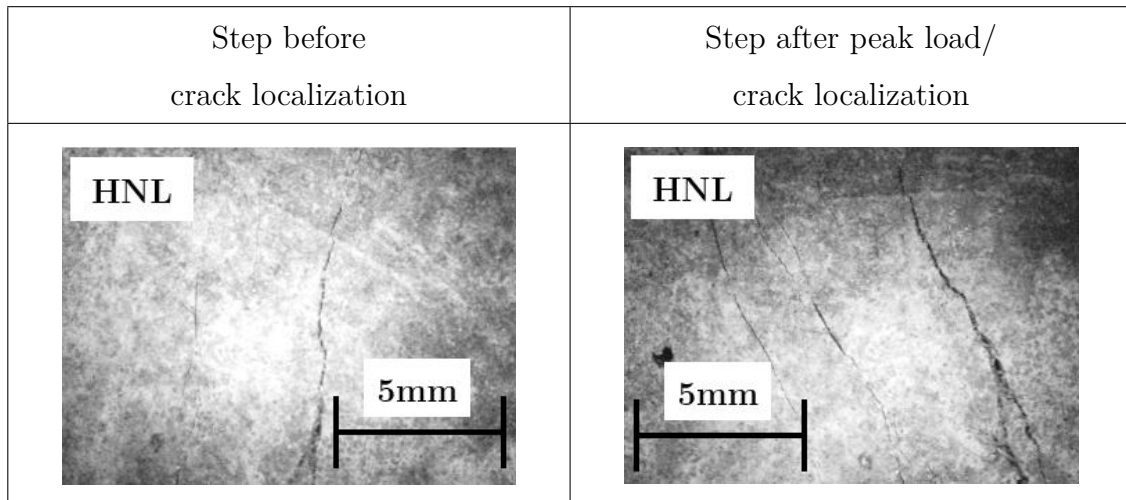 Step before
crack localization
Step after peak load/
crack localization
HNL
5mm
HNL
5mm